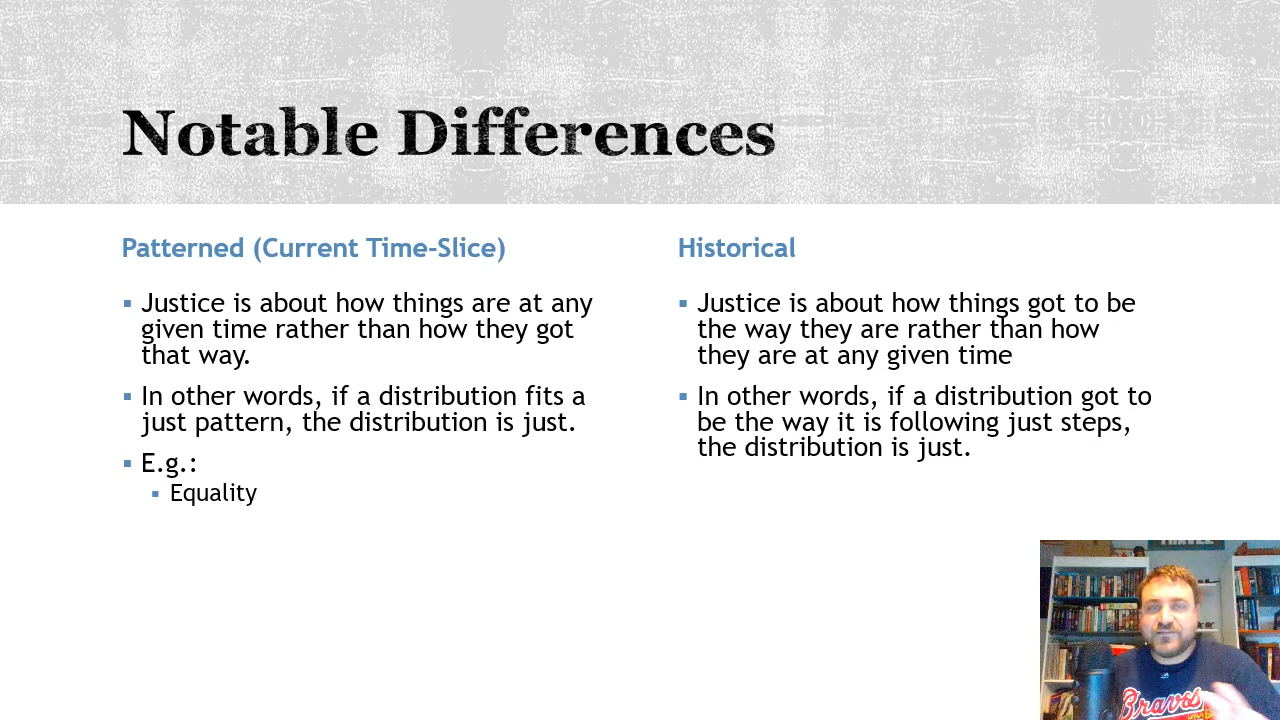 Notable Differences
Patterned (Current Time-Slice)
▪ Justice is about how things are at any
given time rather than how they got
that way.
▪ In other words, if a distribution fits a
just pattern, the distribution is just.
▪ E.g.:
▪ Equality
Historical
▪ Justice is about how things got to be
the way they are rather than how
they are at any given time
▪ In other words, if a distribution got to
be the way it is following just steps,
the distribution is just.
TRAVEL
Braves